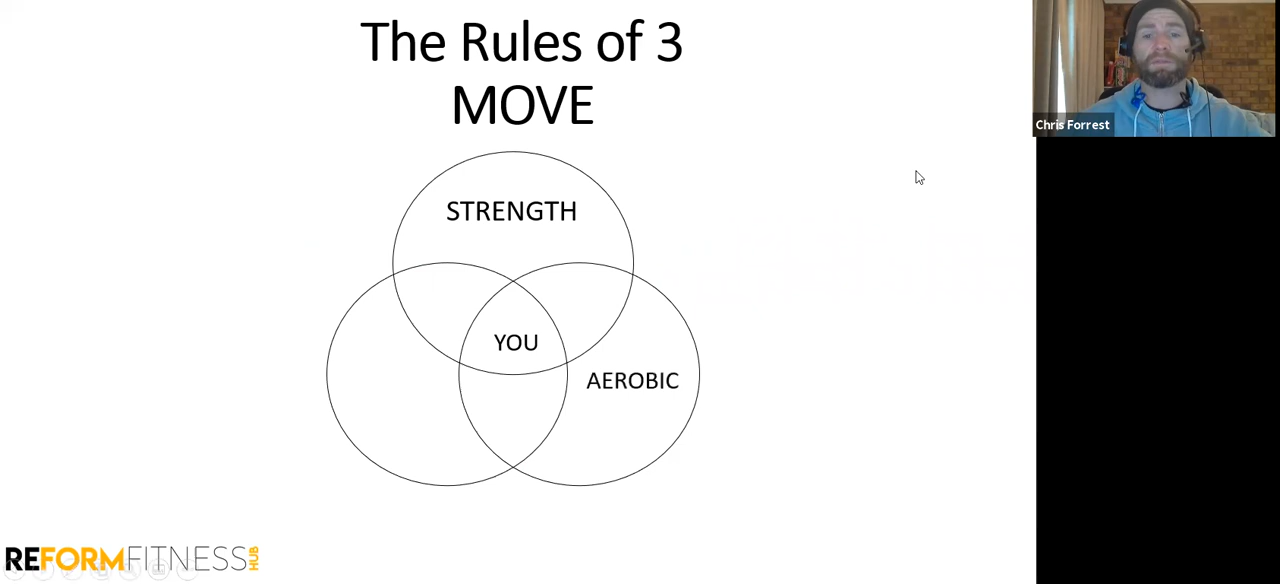 The Rules of 3
MOVE
Chris Forrest
STRENGTH
YOU
AEROBIC
REFORMFITNESS HUB